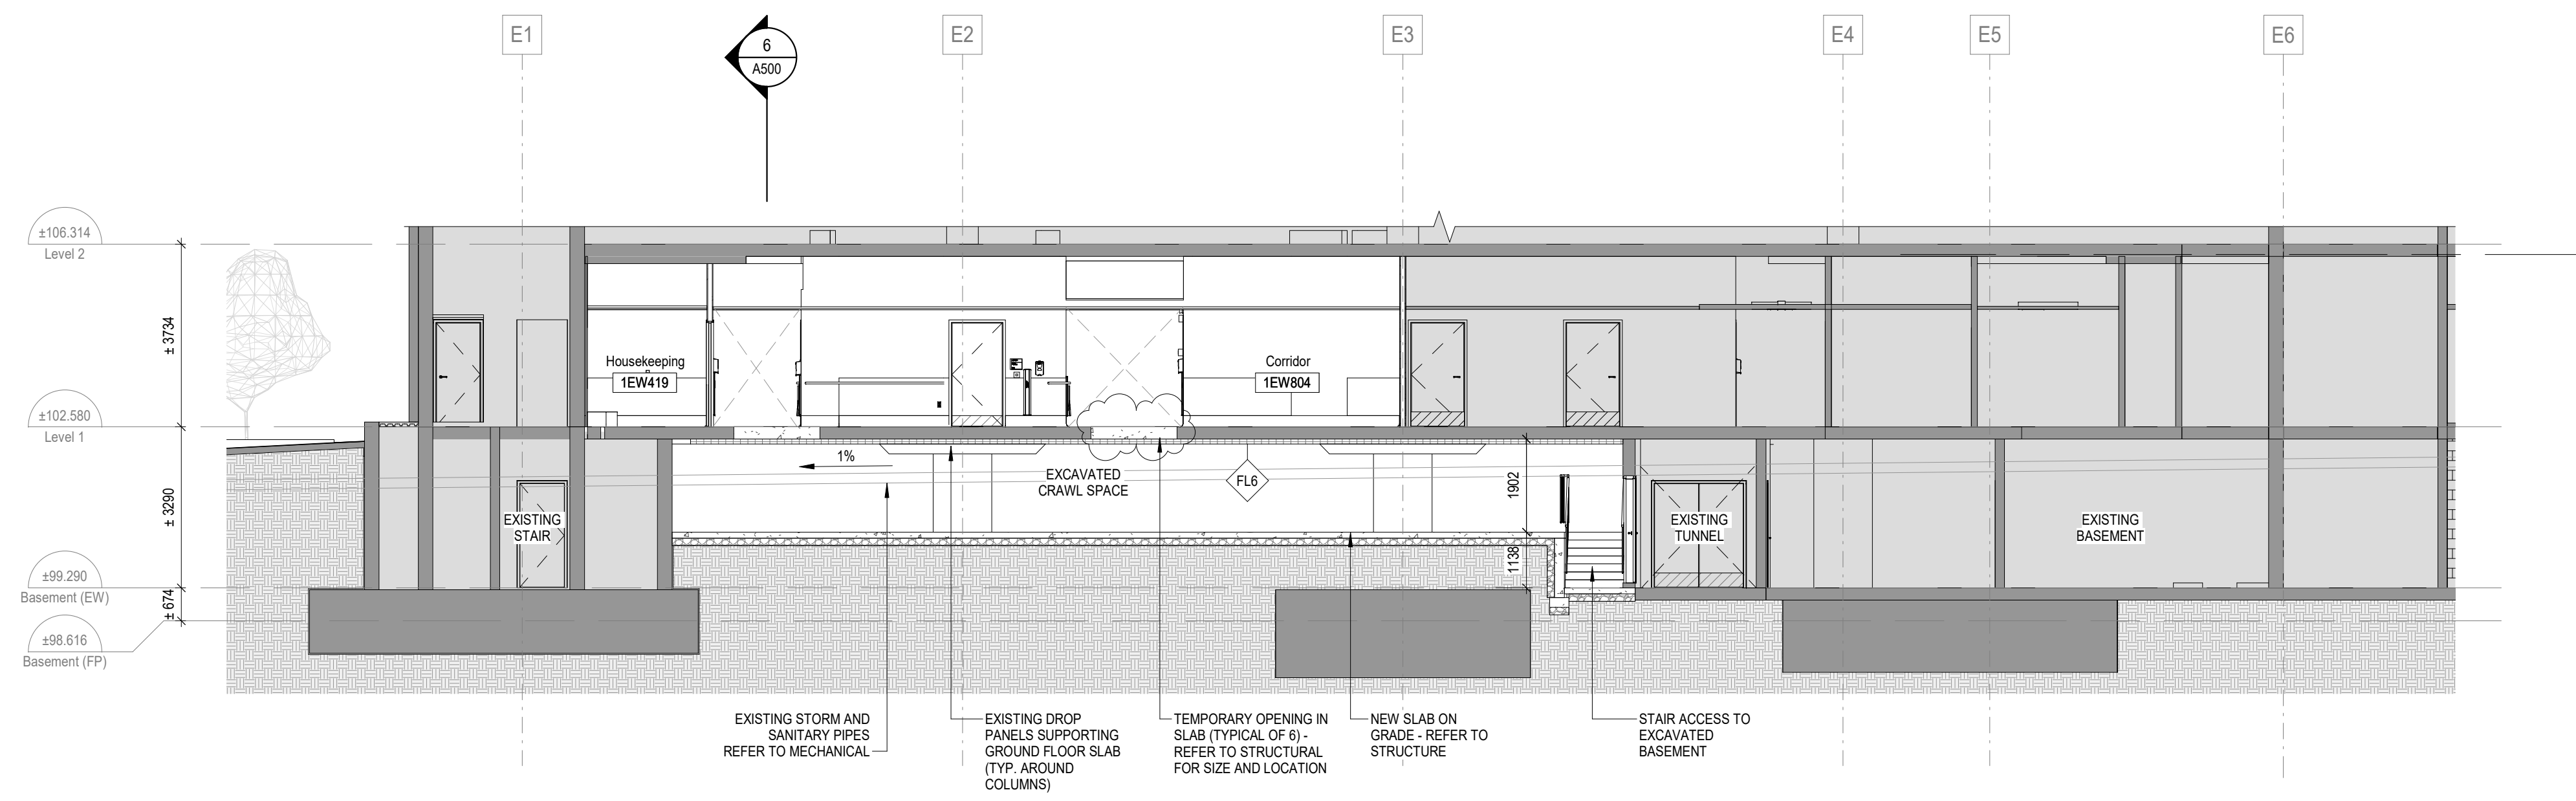 E1
6
A500
E2
E3
E4
E5
E6
±106.314
Level 2
± 3734
Housekeeping
1EW419
Corridor
1EW804
±102.580
Level 1
1%
EXCAVATED
CRAWL SPACE
FL6
1902
± 3290
EXISTING
STAIR
EXISTING
TUNNEL
EXISTING
BASEMENT
1138
±99.290
Basement (EW)
± 674
±98.616
Basement (FP)
EXISTING STORM AND
SANITARY PIPES
REFER TO MECHANICAL
EXISTING DROP
PANELS SUPPORTING
GROUND FLOOR SLAB
(TYP. AROUND
COLUMNS)
TEMPORARY OPENING IN
SLAB (TYPICAL OF 6) -
REFER TO STRUCTURAL
FOR SIZE AND LOCATION
NEW SLAB ON
GRADE - REFER TO
STRUCTURE
STAIR ACCESS TO
EXCAVATED
BASEMENT